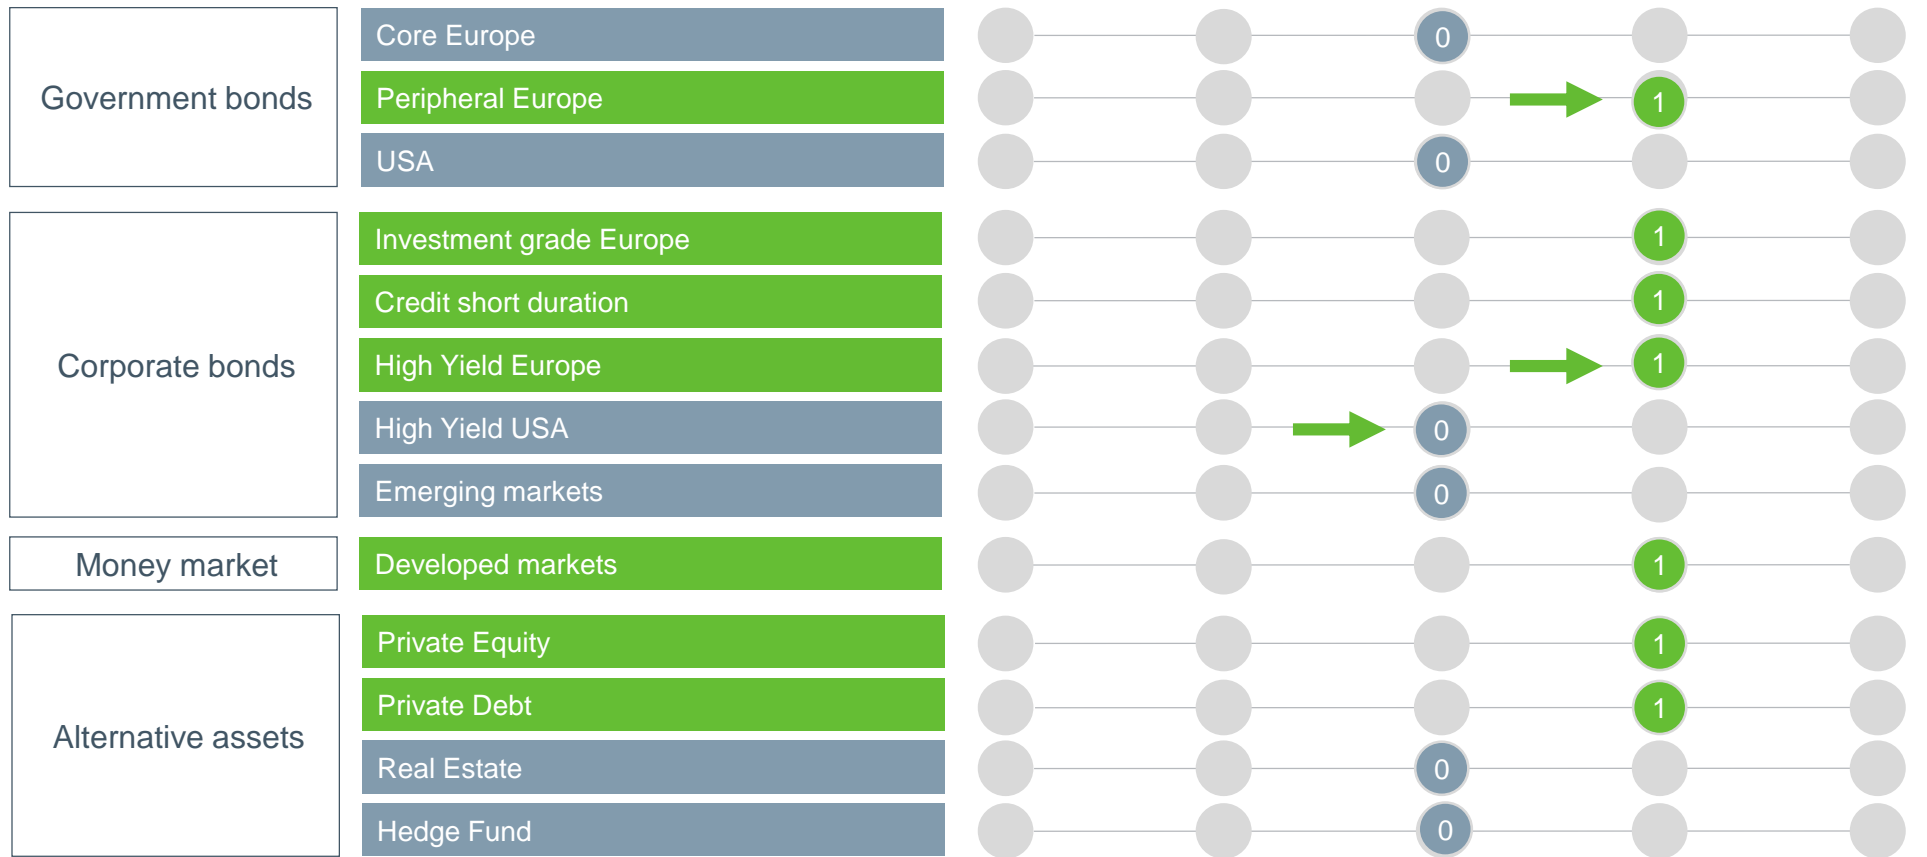 Government bonds
Core Europe
0
Peripheral Europe
1
USA
0
Corporate bonds
Investment grade Europe
1
Credit short duration
1
High Yield Europe
1
High Yield USA
0
Emerging markets
0
Money market
Developed markets
1
Alternative assets
Private Equity
1
Private Debt
1
Real Estate
0
Hedge Fund
0